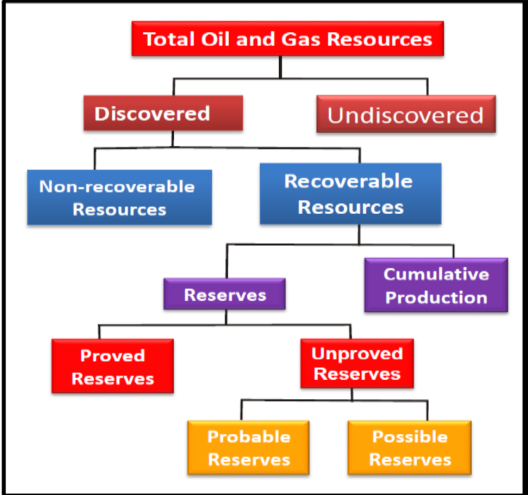 Total Oil and Gas Resources
Discovered
Undiscovered
Non-recoverable
Resources
Recoverable
Resources
Reserves
Cumulative
Production
Proved
Reserves
Unproved
Reserves
Probable
Reserves
Possible
Reserves